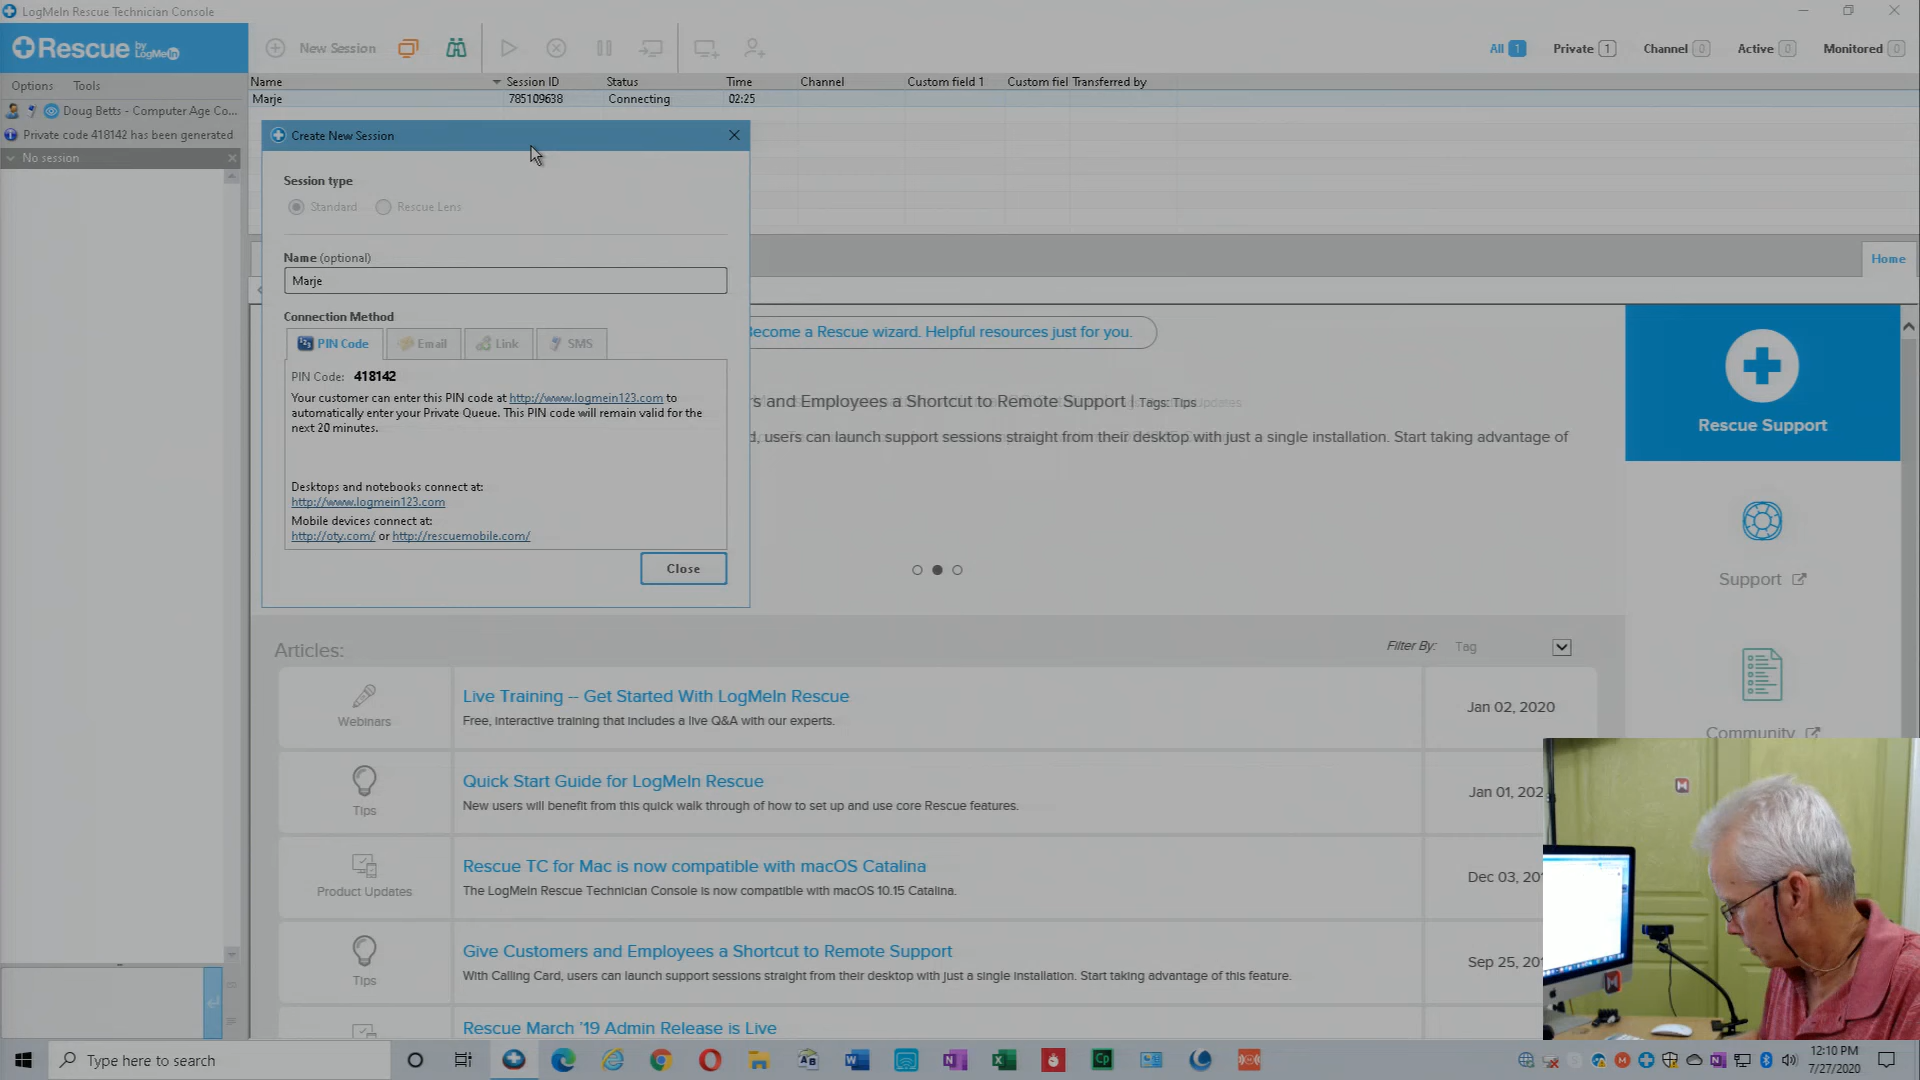 LogMeIn Rescue Technician Console
Rescue by LogMeIn
New Session
All 1 Private 1 Channel 0 Active 0 Monitored 0
Options Tools
Name Session ID Status Time Channel Custom field 1 Custom fiel Transferred by
Marje 785109638 Connecting 02:25
Doug Betts - Computer Age Co...
Private code 418142 has been generated
No session
Create New Session
Session type
Standard Rescue Lens
Name (optional)
Marje
Connection Method
PIN Code Email Link SMS
PIN Code: 418142
Your customer can enter this PIN code at http://www.logmein123.com to
automatically enter your Private Queue. This PIN code will remain valid for the
next 20 minutes.
Desktops and notebooks connect at:
http://www.logmein123.com
Mobile devices connect at:
http://oty.com/ or http://rescuemobile.com/
Close
Home
Become a Rescue wizard. Helpful resources just for you.
s and Employees a Shortcut to Remote Support | Tags: Tips
d, users can launch support sessions straight from their desktop with just a single installation. Start taking advantage of
Rescue Support
Support
Community
Articles:
Filter By: Tag
Webinars
Live Training -- Get Started With LogMeIn Rescue
Free, interactive training that includes a live Q&A with our experts.
Jan 02, 2020
Tips
Quick Start Guide for LogMeIn Rescue
New users will benefit from this quick walk through of how to set up and use core Rescue features.
Jan 01, 202
Product Updates
Rescue TC for Mac is now compatible with macOS Catalina
The LogMeIn Rescue Technician Console is now compatible with macOS 10.15 Catalina.
Dec 03, 20
Tips
Give Customers and Employees a Shortcut to Remote Support
With Calling Card, users can launch support sessions straight from their desktop with just a single installation. Start taking advantage of this feature.
Sep 25, 20
Rescue March '19 Admin Release is Live
Type here to search
12:10 PM
7/27/2020